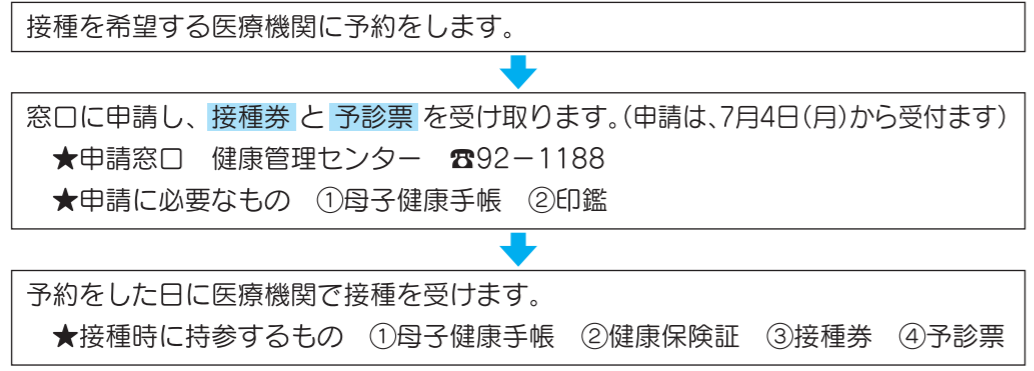 接種を希望する医療機関に予約をします。
窓口に申請し、接種券と予診票を受け取ります。(申請は、7月4日(月)から受付ます)
★申請窓口　健康管理センター　☎92－1188
★申請に必要なもの　①母子健康手帳　②印鑑
予約をした日に医療機関で接種を受けます。
★接種時に持参するもの　①母子健康手帳　②健康保険証　③接種券　④予診票